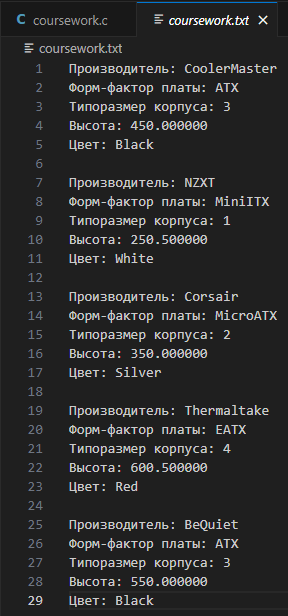 C coursework.c coursework.txt ×
coursework.txt
1 Производитель: CoolerMaster
2 Форм-фактор платы: ATX
3 Типоразмер корпуса: 3
4 Высота: 450.000000
5 Цвет: Black
6
7 Производитель: NZXT
8 Форм-фактор платы: MiniITX
9 Типоразмер корпуса: 1
10 Высота: 250.500000
11 Цвет: White
12
13 Производитель: Corsair
14 Форм-фактор платы: MicroATX
15 Типоразмер корпуса: 2
16 Высота: 350.000000
17 Цвет: Silver
18
19 Производитель: Thermaltake
20 Форм-фактор платы: EATX
21 Типоразмер корпуса: 4
22 Высота: 600.500000
23 Цвет: Red
24
25 Производитель: BeQuiet
26 Форм-фактор платы: ATX
27 Типоразмер корпуса: 3
28 Высота: 550.000000
29 Цвет: Black